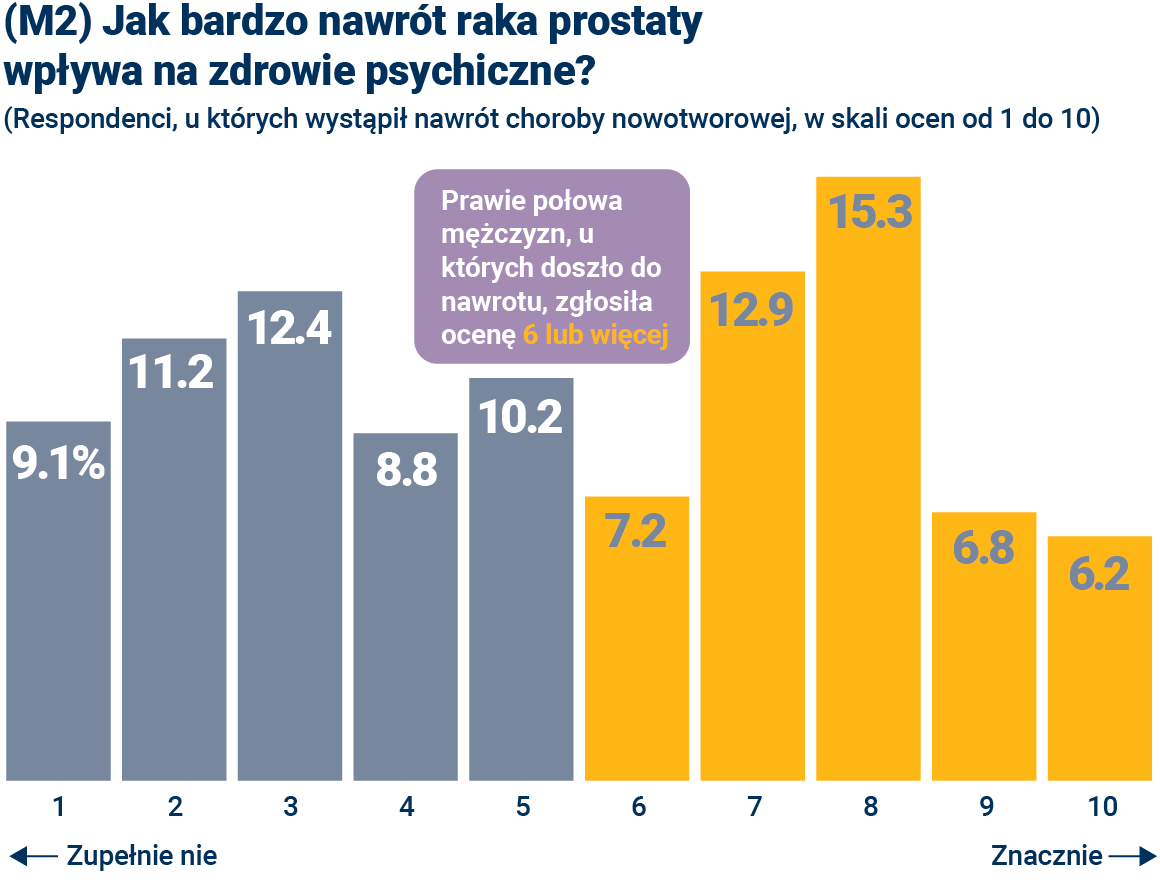 (M2) Jak bardzo nawrót raka prostaty
wpływa na zdrowie psychiczne?
(Respondenci, u których wystąpił nawrót choroby nowotworowej, w skali ocen od 1 do 10)
Prawie połowa
mężczyzn, u
których doszło do
nawrotu, zgłosiła
ocenę 6 lub więcej
9.1%
11.2
12.4
8.8
10.2
7.2
12.9
15.3
6.8
6.2
1 2 3 4 5 6 7 8 9 10
Zupełnie nie Znacznie